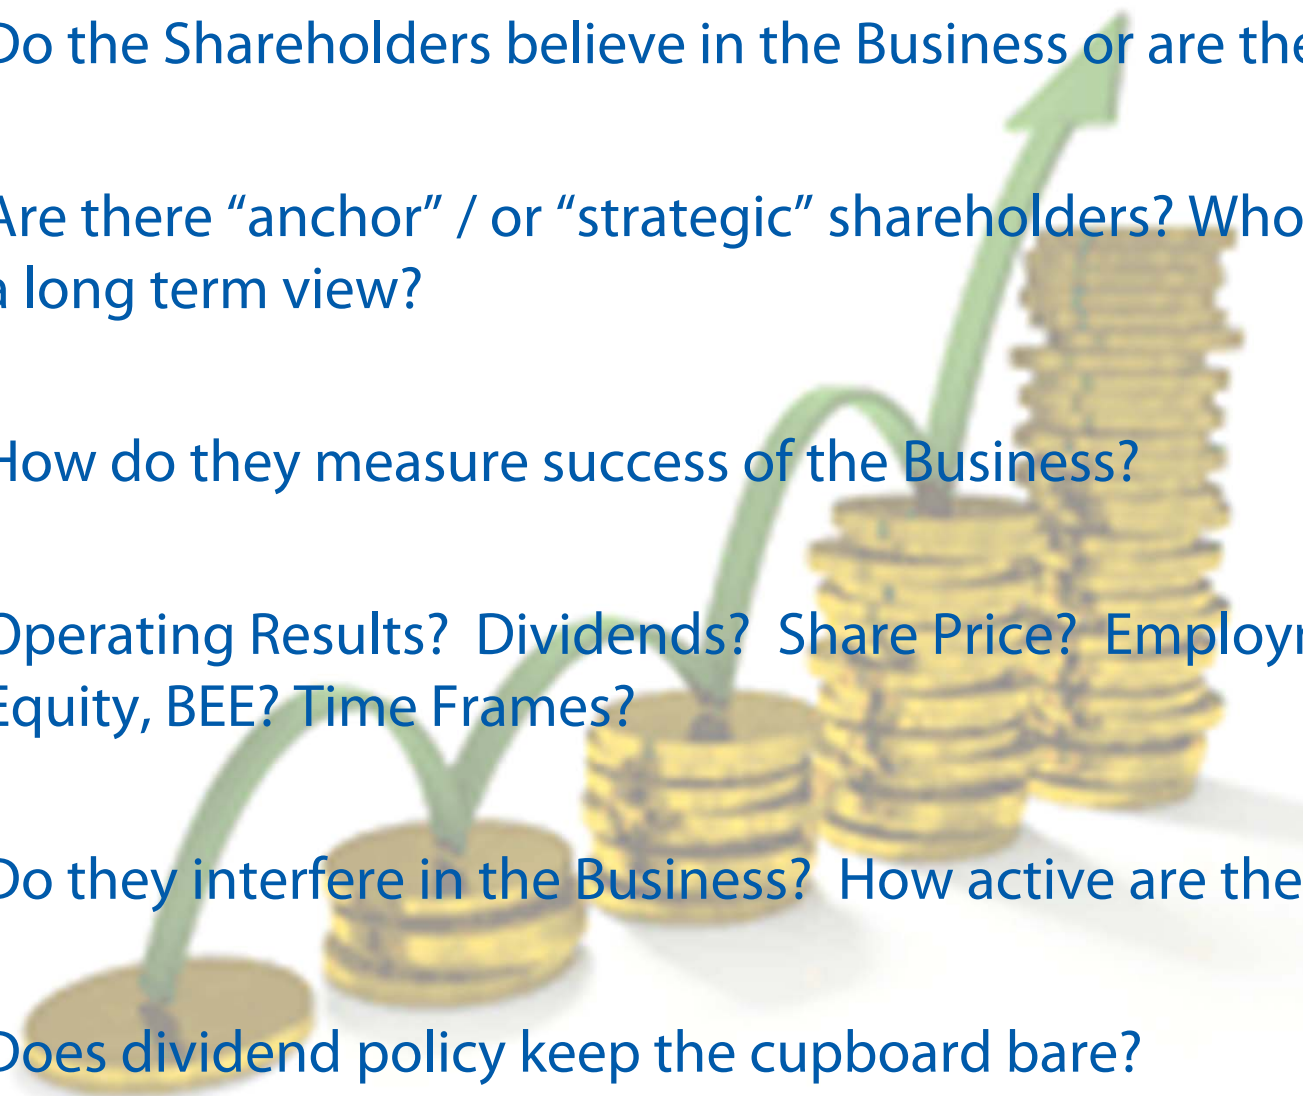 Do the Shareholders believe in the Business or are the
Are there “anchor” / or “strategic” shareholders? Who
a long term view?
How do they measure success of the Business?
Operating Results?  Dividends?  Share Price?  Employ
Equity, BEE? Time Frames?
Do they interfere in the Business?  How active are the
Does dividend policy keep the cupboard bare?